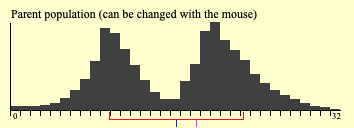 Parent population (can be changed with the mouse)
0 32